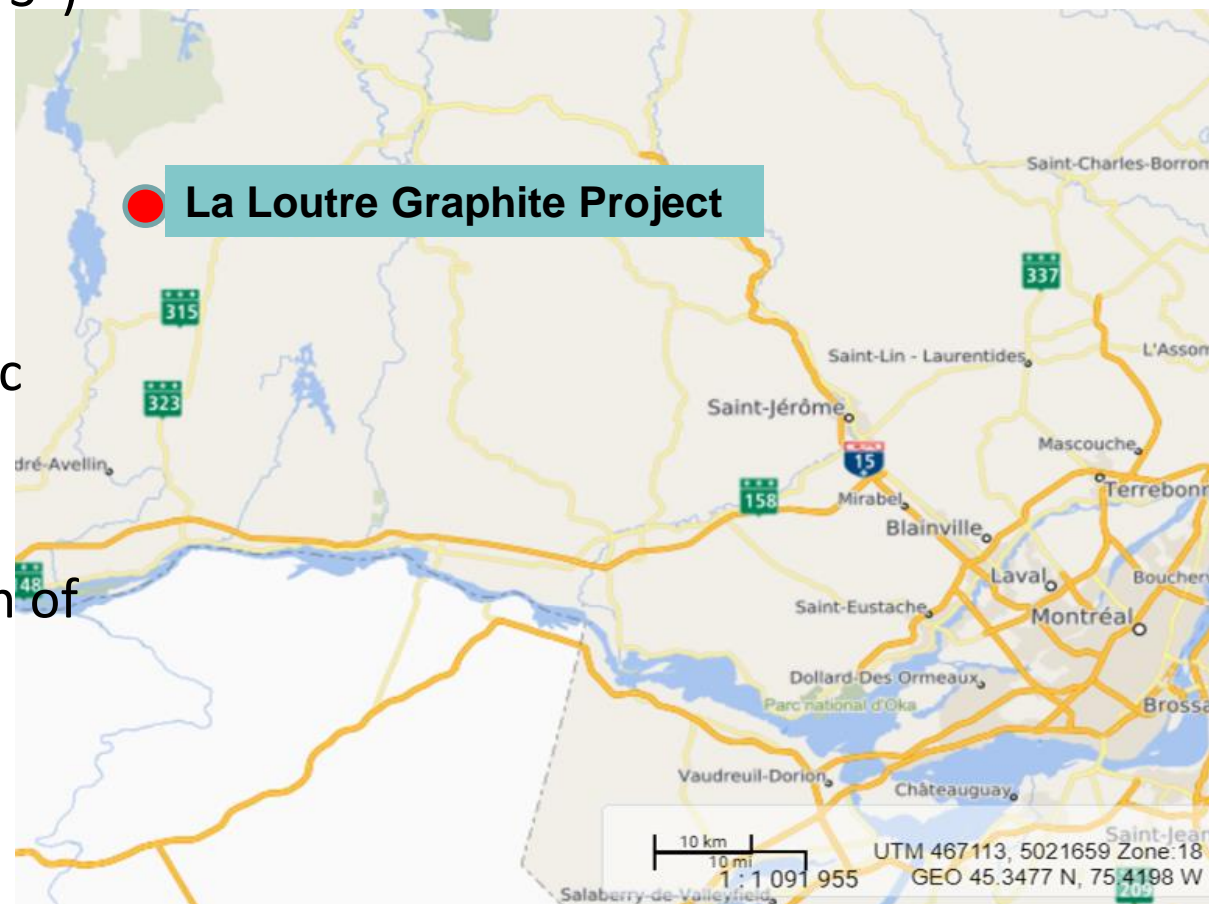 Saint-Charles-Borrom
La Loutre Graphite Project
337
315
Saint-Lin - Laurentides
L'Assom
c
323
Saint-Jérôme
Mascouche
dré-Avellin
15
Terrebonn
158
Mirabel
Blainville
148
n of
Laval
Boucherv
Saint-Eustache
Montréal
Dollard-Des Ormeaux
Parc national d'Oka
Brossa
Vaudreuil-Dorion
Châteauguay
10 km
10 mi
Saint-Jean
UTM 467113, 5021659 Zone:18
1 : 1 091 955
GEO 45.3477 N, 75.4198 W
209
Salaberry-de-Valleyfield